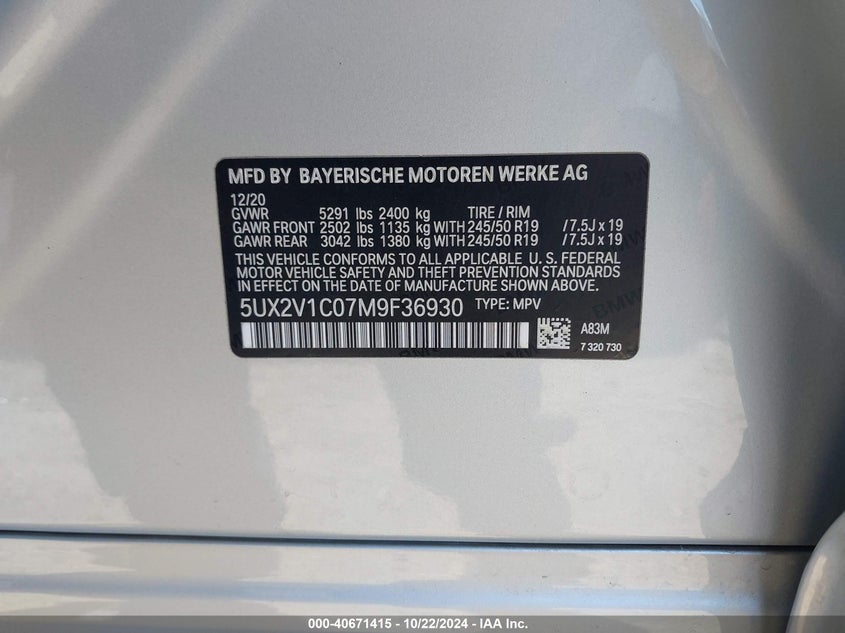 MFD BY BAYERISCHE MOTOREN WERKE AG
12/20
GVWR 5291 lbs 2400 kg TIRE / RIM
GAWR FRONT 2502 lbs 1135 kg WITH 245/50 R19 /7.5J x 19
GAWR REAR 3042 lbs 1380 kg WITH 245/50 R19 /7.5J x 19
THIS VEHICLE CONFORMS TO ALL APPLICABLE U. S. FEDERAL
MOTOR VEHICLE SAFETY AND THEFT PREVENTION STANDARDS
IN EFFECT ON THE DATE OF MANUFACTURE SHOWN ABOVE.
5UX2V1C07M9F36930 TYPE: MPV
A83M
7 320 730
BMW
000-40671415 - 10/22/2024 - IAA Inc.